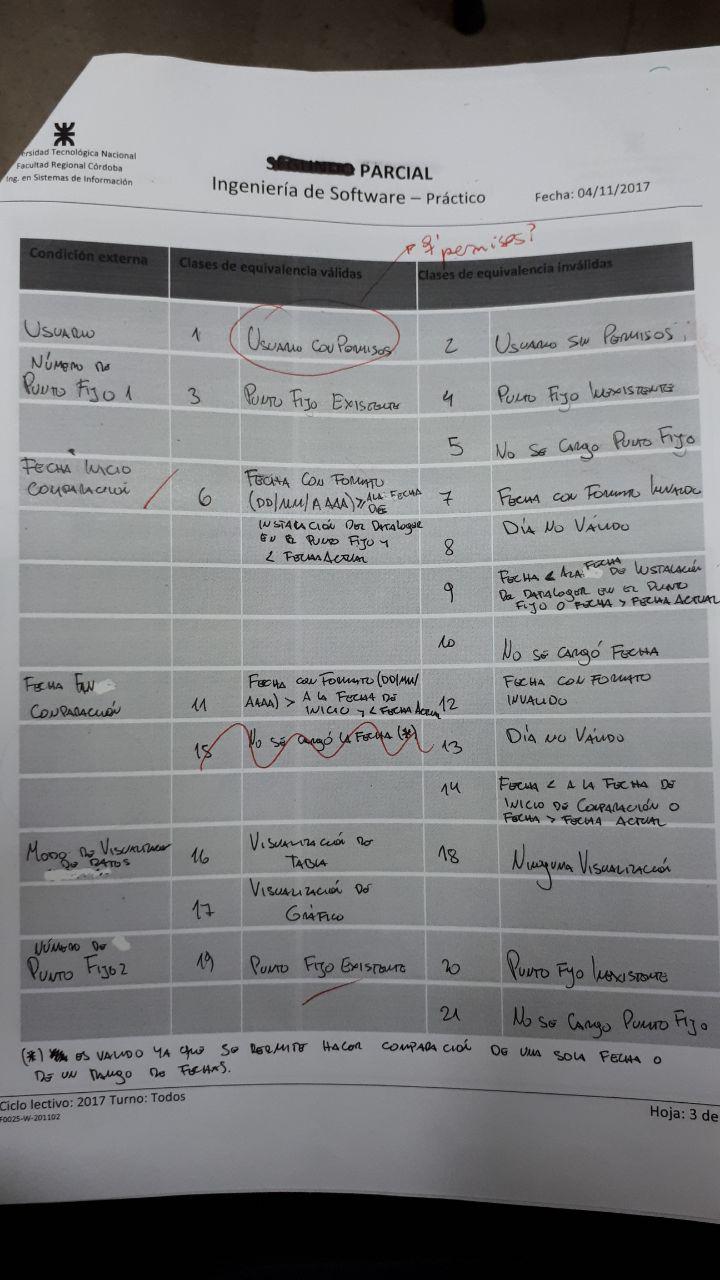 ersidad Tecnológica Nacional
Facultad Regional Córdoba
Ing. en Sistemas de Información
PARCIAL
Ingeniería de Software – Práctico
Fecha: 04/11/2017
permisos?
Condición externa Clases de equivalencia válidas Clases de equivalencia inválidas
USUARIO 1 USUARIO CON PERMISOS 2 USUARIO SIN PERMISOS
NÚMERO DE
PUNTO FIJO 1 3 PUNTO FIJO EXISTENTE 4 PUNTO FIJO INEXISTENTE
5 NO SE CARGO PUNTO FIJO
FECHA INICIO
COMPARACIÓN 6 FECHA CON FORMATO
(DD/MM/AAAA) >= A LA FECHA
DE
INSTALACIÓN DEL DATALOGER
EN EL PUNTO FIJO Y
< FECHA ACTUAL
7 FECHA CON FORMATO INVALIDO
8 DÍA NO VÁLIDO
9 FECHA < A LA FECHA DE INSTALACIÓN
DEL DATALOGER EN EL PUNTO
FIJO O FECHA > FECHA ACTUAL
10 NO SE CARGÓ FECHA
FECHA FIN
COMPARACIÓN 11 FECHA CON FORMATO (DD/MM/
AAAA) > A LA FECHA DE
INICIO Y < FECHA ACTUAL
12 FECHA CON FORMATO
INVALIDO
15 NO SE CARGÓ LA FECHA (*) 13 DÍA NO VÁLIDO
14 FECHA < A LA FECHA DE
INICIO DE COMPARACIÓN O
FECHA > FECHA ACTUAL
MODO DE VISUALIZACION
DE DATOS 16 VISUALIZACIÓN DE
TABLA
18 NINGUNA VISUALIZACIÓN
17 VISUALIZACIÓN DE
GRÁFICO
NÚMERO DE
PUNTO FIJO 2 19 PUNTO FIJO EXISTENTE 20 PUNTO FIJO INEXISTENTE
21 NO SE CARGO PUNTO FIJO
(*) ES VALIDO YA QUE SE PERMITE HACER COMPARACIÓN DE UNA SOLA FECHA O
DE UN RANGO DE FECHAS.
Ciclo lectivo: 2017 Turno: Todos
F0025-W-201102
Hoja: 3 de